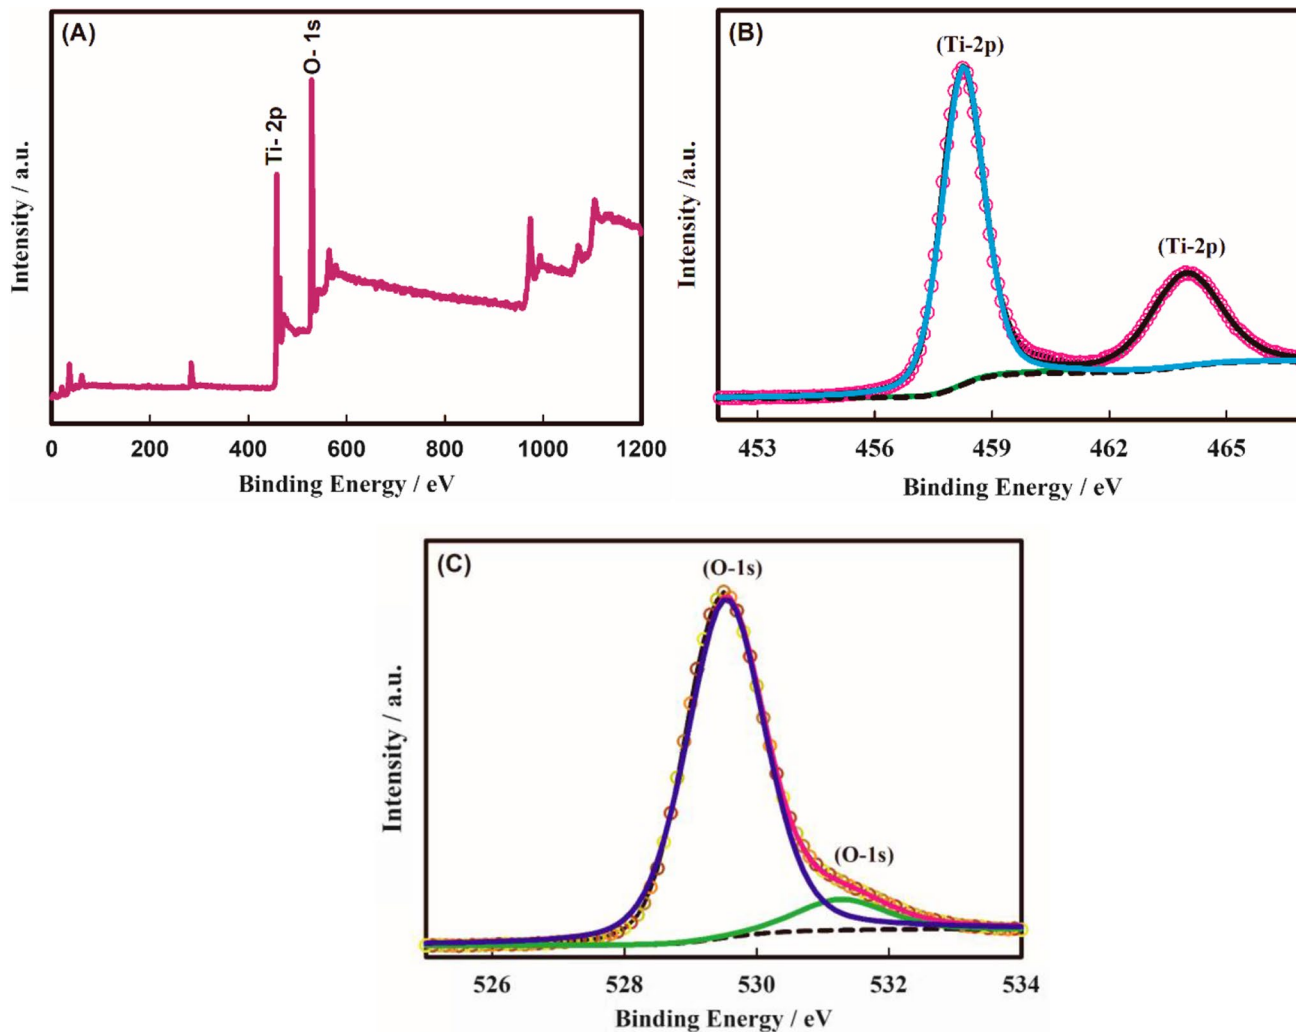 (A)
O- 1s
Ti- 2p
Intensity / a.u.
0 200 400 600 800 1000 1200
Binding Energy / eV
(B)
(Ti-2p)
(Ti-2p)
Intensity /a.u.
453 456 459 462 465
Binding Energy / eV
(C)
(O-1s)
(O-1s)
Intensity / a.u.
526 528 530 532 534
Binding Energy / eV